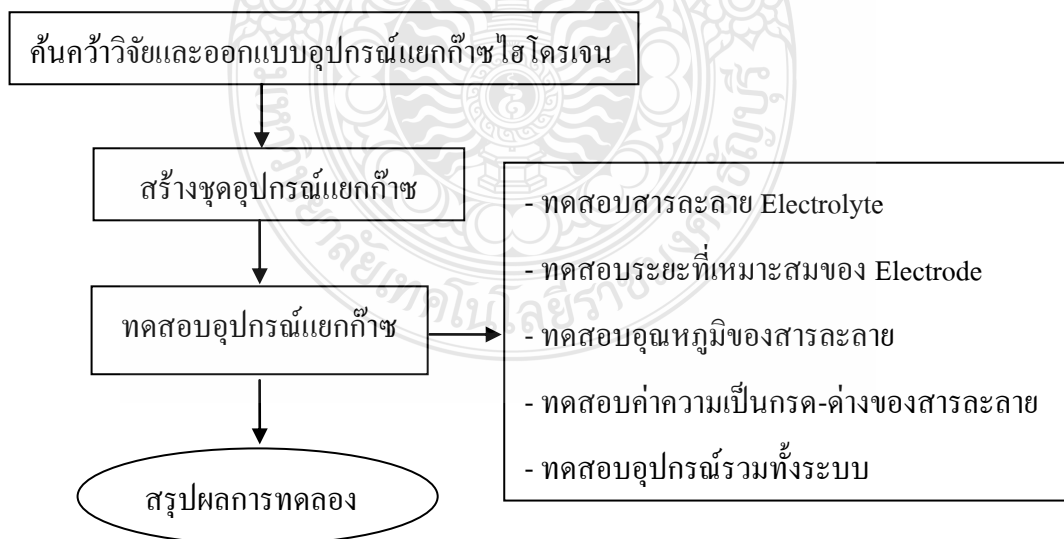 ค้นคว้าวิจัยและออกแบบอุปกรณ์แยกก๊าซไฮโดรเจน
สร้างชุดอุปกรณ์แยกก๊าซ
ทดสอบอุปกรณ์แยกก๊าซ
- ทดสอบสารละลาย Electrolyte
- ทดสอบระยะที่เหมาะสมของ Electrode
- ทดสอบอุณหภูมิของสารละลาย
- ทดสอบค่าความเป็นกรด-ด่างของสารละลาย
- ทดสอบอุปกรณ์รวมทั้งระบบ
สรุปผลการทดลอง